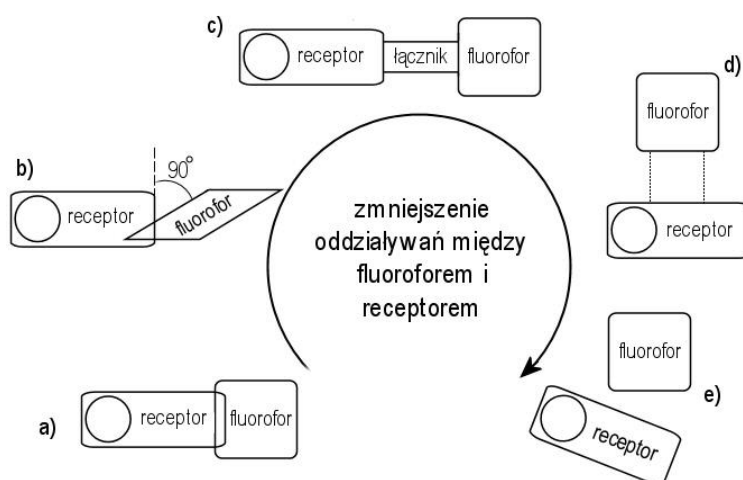 c)
receptor
łącznik
fluorofor
d)
fluorofor
receptor
b)
90°
receptor
fluorofor
zmniejszenie
oddziaływań między
fluoroforem i
receptorem
a)
receptor
fluorofor
fluorofor
e)
receptor